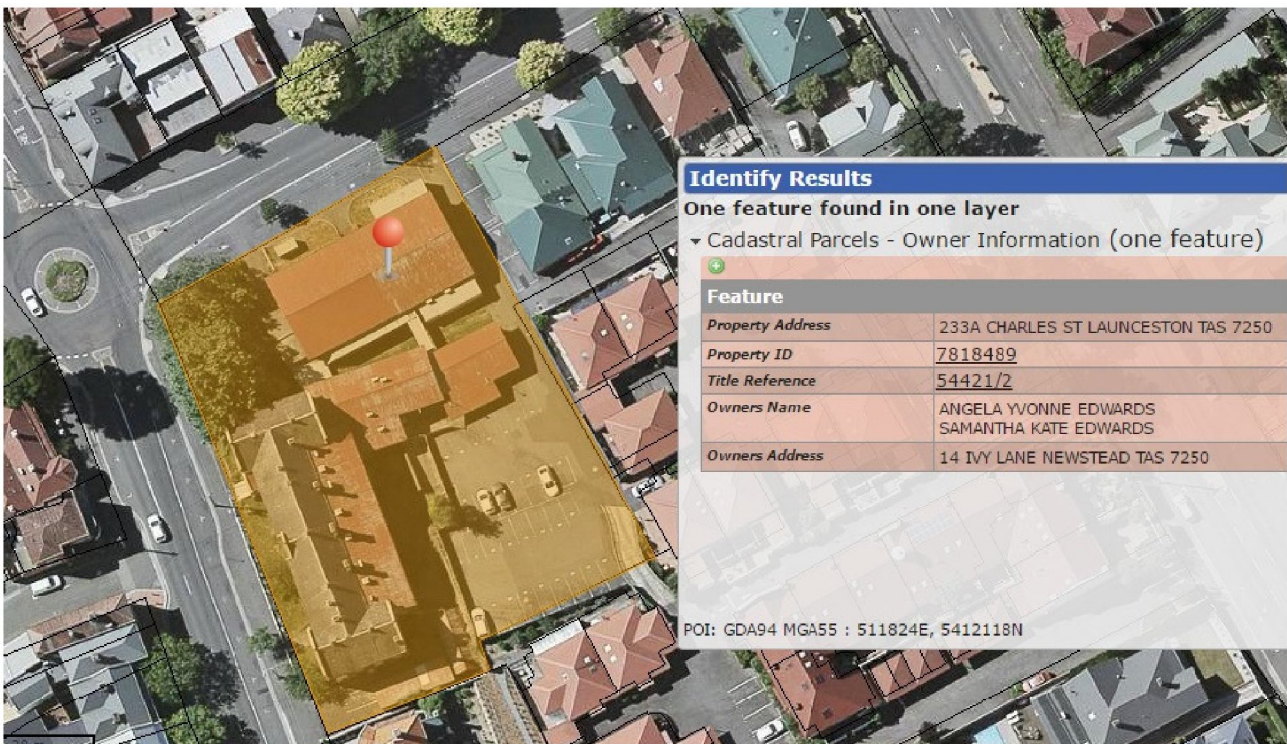 Identify Results
One feature found in one layer
Cadastral Parcels - Owner Information (one feature)
Feature
Property Address 233A CHARLES ST LAUNCESTON TAS 7250
Property ID 7818489
Title Reference 54421/2
Owners Name ANGELA YVONNE EDWARDS
SAMANTHA KATE EDWARDS
Owners Address 14 IVY LANE NEWSTEAD TAS 7250
POI: GDA94 MGA55 : 511824E, 5412118N